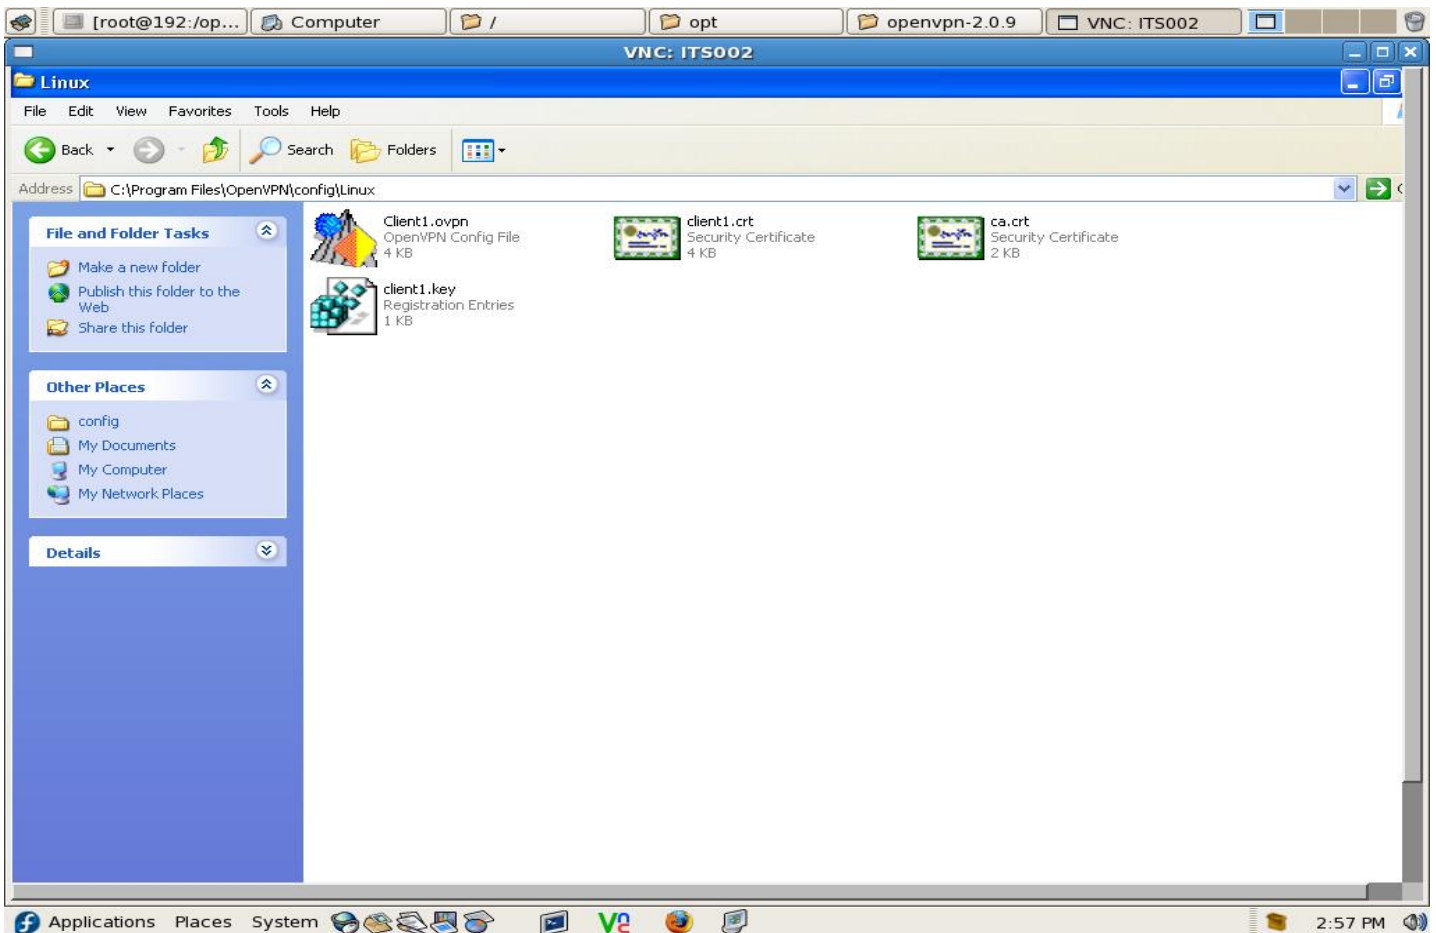 [root@192:/op... Computer / opt openvpn-2.0.9 VNC: ITS002
VNC: ITS002
Linux
File Edit View Favorites Tools Help
Back Search Folders
Address C:\Program Files\OpenVPN\config\Linux
File and Folder Tasks
Make a new folder
Publish this folder to the
Web
Share this folder
Other Places
config
My Documents
My Computer
My Network Places
Details
Client1.ovpn
OpenVPN Config File
4 KB
client1.crt
Security Certificate
4 KB
ca.crt
Security Certificate
2 KB
client1.key
Registration Entries
1 KB
Applications Places System 2:57 PM